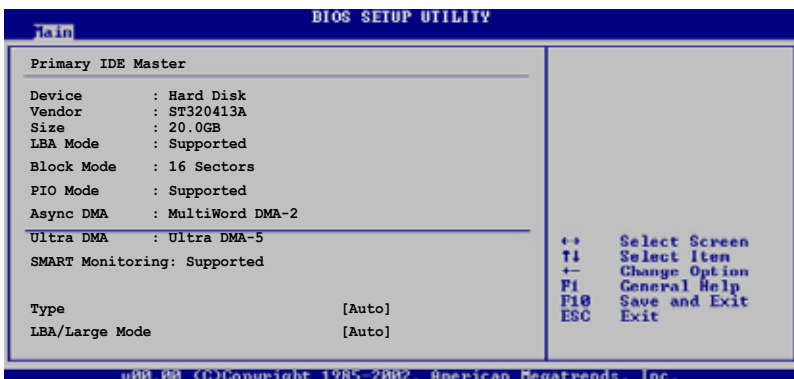 BIOS SETUP UTILITY
Main
Primary IDE Master
Device : Hard Disk
Vendor : ST320413A
Size : 20.0GB
LBA Mode : Supported
Block Mode : 16 Sectors
PIO Mode : Supported
Async DMA : MultiWord DMA-2
Ultra DMA : Ultra DMA-5
SMART Monitoring: Supported
Type [Auto]
LBA/Large Mode [Auto]
←→ Select Screen
↑↓ Select Item
+- Change Option
F1 General Help
F10 Save and Exit
ESC Exit
v00.00 (C)Copyright 1985-2002, American Megatrends, Inc.